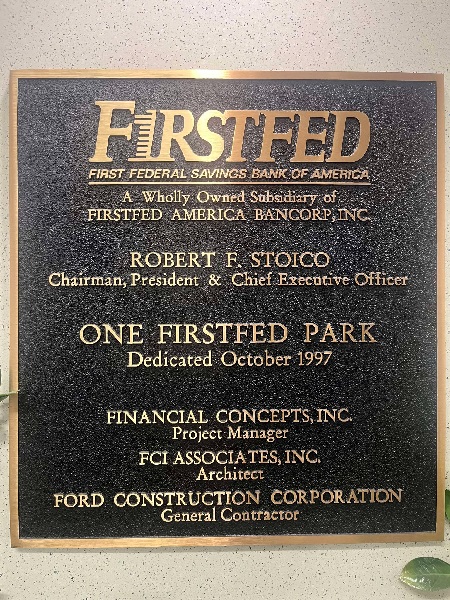 FIRSTFED
FIRST FEDERAL SAVINGS BANK OF AMERICA
A Wholly Owned Subsidiary of
FIRSTFED AMERICA BANCORP, INC.
ROBERT F. STOICO
Chairman, President & Chief Executive Officer
ONE FIRSTFED PARK
Dedicated October 1997
FINANCIAL CONCEPTS, INC.
Project Manager
FCI ASSOCIATES, INC.
Architect
FORD CONSTRUCTION CORPORATION
General Contractor